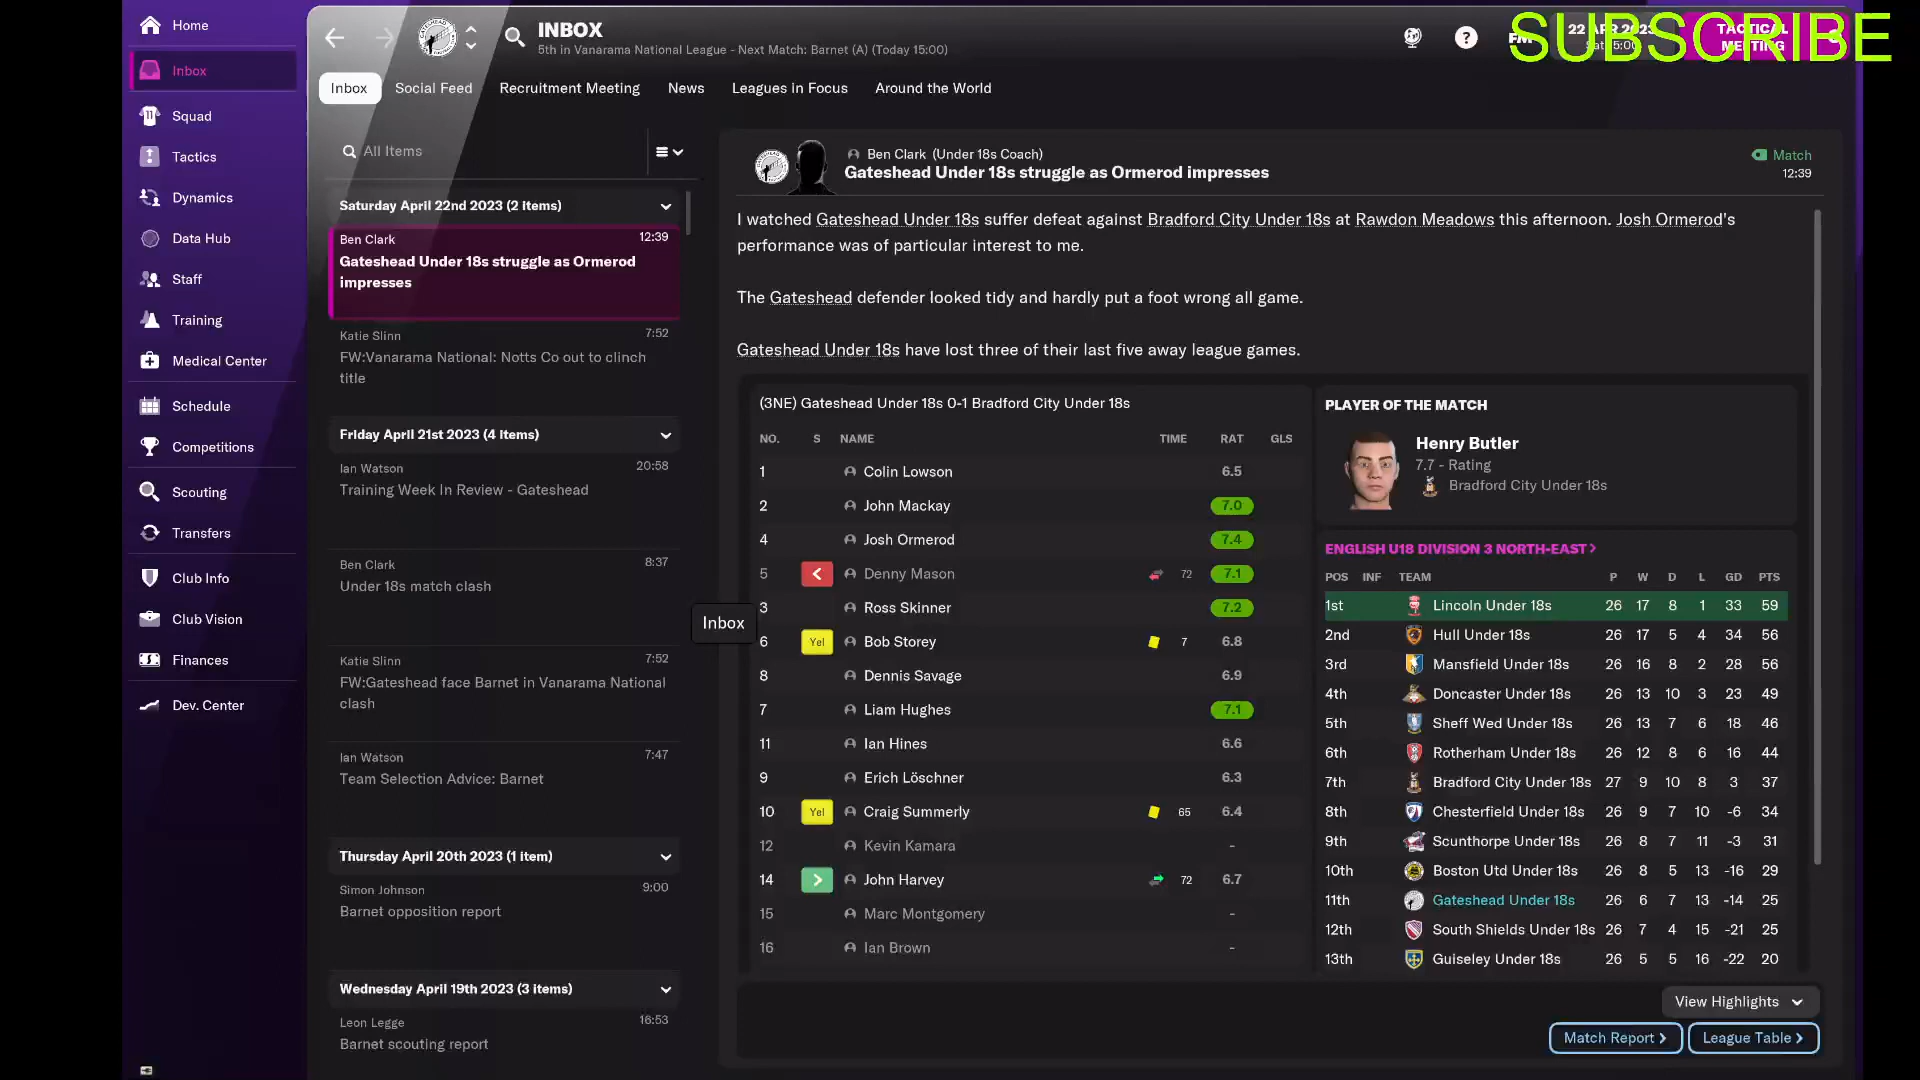 Home
Inbox
Squad
Tactics
Dynamics
Data Hub
Staff
Training
Medical Center
Schedule
Competitions
Scouting
Transfers
Club Info
Club Vision
Finances
Dev. Center
INBOX
5th in Vanarama National League - Next Match: Barnet (A) (Today 15:00)
SUBSCRIBE
Inbox Social Feed Recruitment Meeting News Leagues in Focus Around the World
All Items
Saturday April 22nd 2023 (2 items)
Ben Clark 12:39
Gateshead Under 18s struggle as Ormerod
impresses
Katie Slinn 7:52
FW:Vanarama National: Notts Co out to clinch
title
Friday April 21st 2023 (4 items)
Ian Watson 20:58
Training Week In Review - Gateshead
Ben Clark 8:37
Under 18s match clash
Katie Slinn 7:52
FW:Gateshead face Barnet in Vanarama National
clash
Ian Watson 7:47
Team Selection Advice: Barnet
Thursday April 20th 2023 (1 item)
Simon Johnson 9:00
Barnet opposition report
Wednesday April 19th 2023 (3 items)
Leon Legge 16:53
Barnet scouting report
Inbox
Ben Clark (Under 18s Coach) Match
Gateshead Under 18s struggle as Ormerod impresses 12:39
I watched Gateshead Under 18s suffer defeat against Bradford City Under 18s at Rawdon Meadows this afternoon. Josh Ormerod's
performance was of particular interest to me.
The Gateshead defender looked tidy and hardly put a foot wrong all game.
Gateshead Under 18s have lost three of their last five away league games.
(3NE) Gateshead Under 18s 0-1 Bradford City Under 18s
NO. S NAME TIME RAT GLS
1 Colin Lowson 6.5
2 John Mackay 7.0
4 Josh Ormerod 7.4
5 Denny Mason 72 7.1
3 Ross Skinner 7.2
6 Yel Bob Storey 7 6.8
8 Dennis Savage 6.9
7 Liam Hughes 7.1
11 Ian Hines 6.6
9 Erich Löschner 6.3
10 Yel Craig Summerly 65 6.4
12 Kevin Kamara -
14 John Harvey 72 6.7
15 Marc Montgomery -
16 Ian Brown -
PLAYER OF THE MATCH
Henry Butler
7.7 - Rating
Bradford City Under 18s
ENGLISH U18 DIVISION 3 NORTH-EAST >
POS INF TEAM P W D L GD PTS
1st Lincoln Under 18s 26 17 8 1 33 59
2nd Hull Under 18s 26 17 5 4 34 56
3rd Mansfield Under 18s 26 16 8 2 28 56
4th Doncaster Under 18s 26 13 10 3 23 49
5th Sheff Wed Under 18s 26 13 7 6 18 46
6th Rotherham Under 18s 26 12 8 6 16 44
7th Bradford City Under 18s 27 9 10 8 3 37
8th Chesterfield Under 18s 26 9 7 10 -6 34
9th Scunthorpe Under 18s 26 8 7 11 -3 31
10th Boston Utd Under 18s 26 8 5 13 -16 29
11th Gateshead Under 18s 26 6 7 13 -14 25
12th South Shields Under 18s 26 7 4 15 -21 25
13th Guiseley Under 18s 26 5 5 16 -22 20
View Highlights
Match Report > League Table >